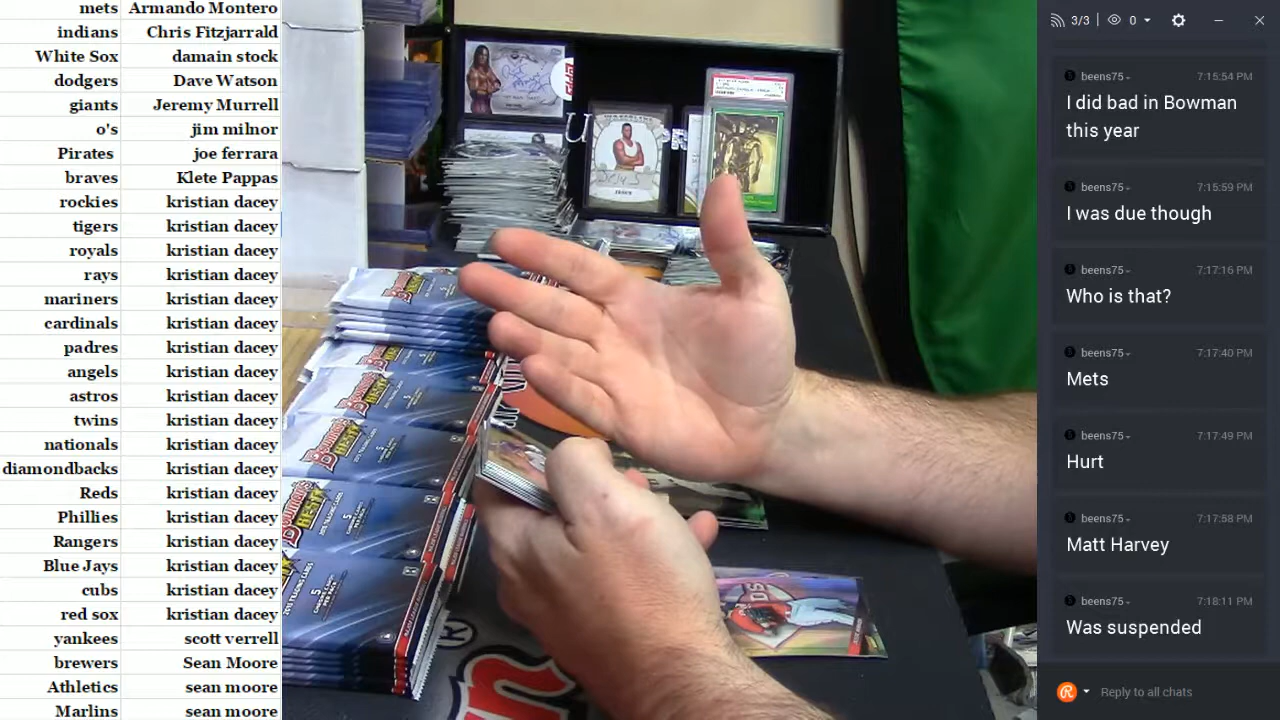 mets Armando Montero
indians Chris Fitzjarrald
White Sox damain stock
dodgers Dave Watson
giants Jeremy Murrell
o's jim milnor
Pirates joe ferrara
braves Klete Pappas
rockies kristian dacey
tigers kristian dacey
royals kristian dacey
rays kristian dacey
mariners kristian dacey
cardinals kristian dacey
padres kristian dacey
angels kristian dacey
astros kristian dacey
twins kristian dacey
nationals kristian dacey
diamondbacks kristian dacey
Reds kristian dacey
Phillies kristian dacey
Rangers kristian dacey
Blue Jays kristian dacey
cubs kristian dacey
red sox kristian dacey
yankees scott verrell
brewers Sean Moore
Athletics sean moore
Marlins sean moore
Bowman's
BEST
5
Bowman's
BEST
5
Bowman's
BEST
5
Bowman's
BEST
5
3/3
0
beens75 7:15:54 PM
I did bad in Bowman
this year
beens75 7:15:59 PM
I was due though
beens75 7:17:16 PM
Who is that?
beens75 7:17:40 PM
Mets
beens75 7:17:49 PM
Hurt
beens75 7:17:58 PM
Matt Harvey
beens75 7:18:11 PM
Was suspended
Reply to all chats